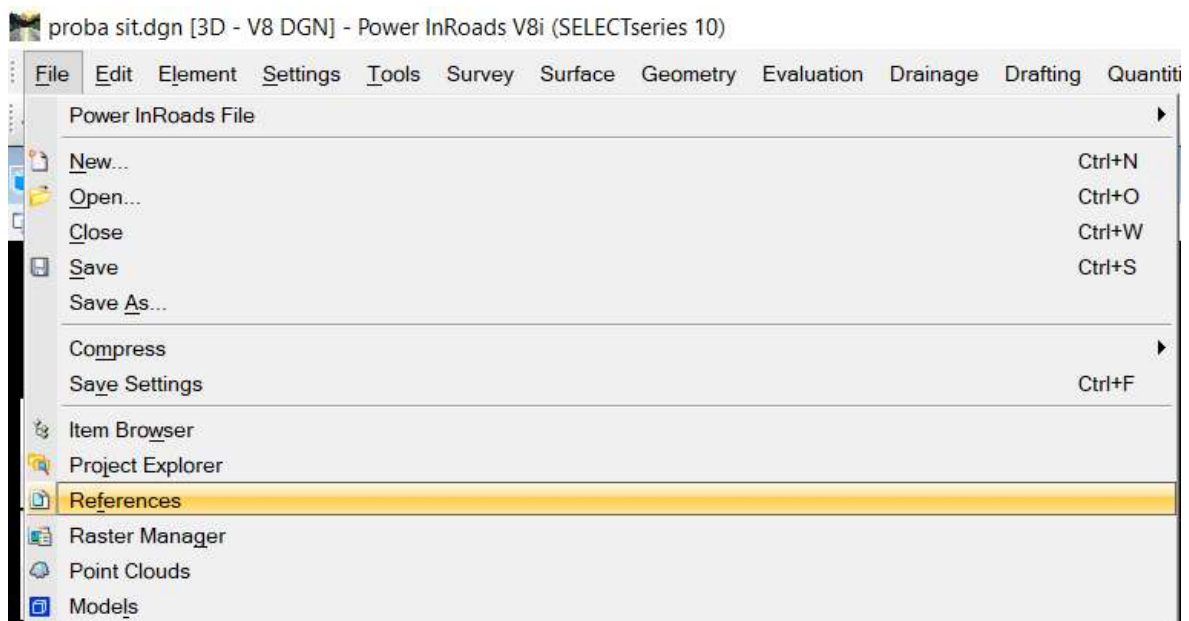 proba sit.dgn [3D - V8 DGN] - Power InRoads V8i (SELECTseries 10)
File Edit Element Settings Tools Survey Surface Geometry Evaluation Drainage Drafting Quantiti
Power InRoads File
New... Ctrl+N
Open... Ctrl+O
Close Ctrl+W
Save Ctrl+S
Save As...
Compress
Save Settings Ctrl+F
Item Browser
Project Explorer
References
Raster Manager
Point Clouds
Models